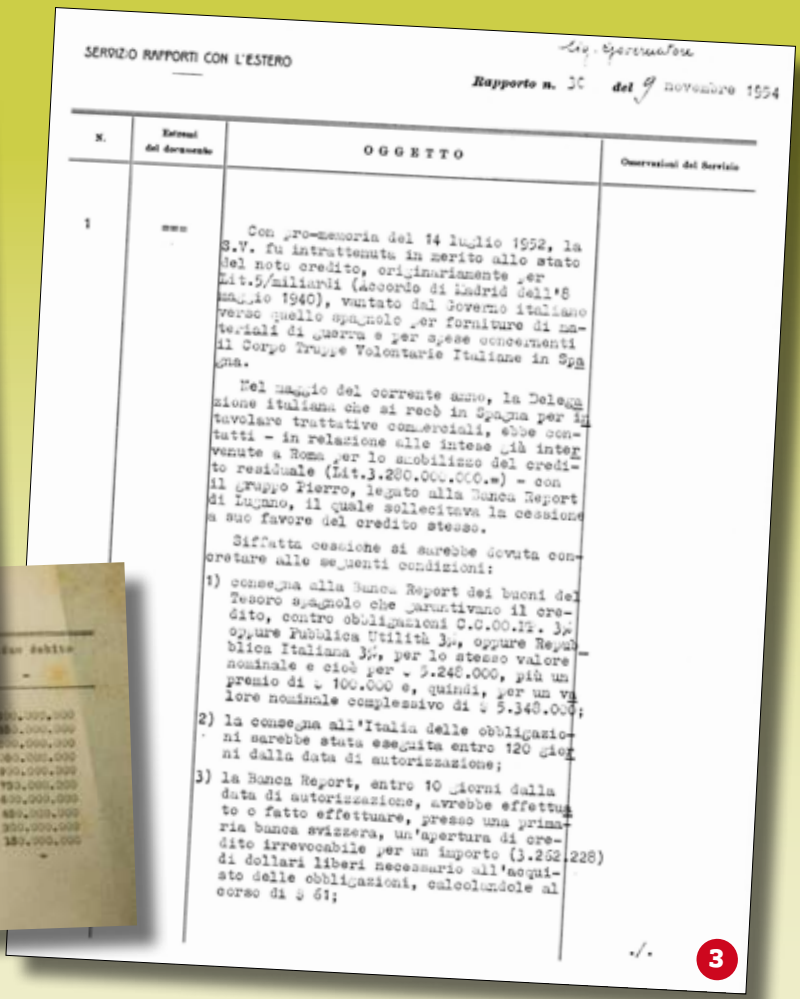 Sig. Governatore
SERVIZIO RAPPORTI CON L'ESTERO
Rapporto n. 30 del 9 novembre 1954
N.
Estremi
del documento
OGGETTO
Osservazioni del Servizio
1
===
Con pro-memoria del 14 luglio 1952, la
S.V. fu intrattenuta in merito allo stato
del noto credito, originariamente per
Lit.5/miliardi (Accordo di Madrid dell'8
maggio 1940), vantato dal Governo italiano
verso quello spagnolo per forniture di ma-
teriali di guerra e per spese concernenti
il Corpo Truppe Volontarie Italiane in Spa
gna.
Nel maggio del corrente anno, la Delega
zione italiana che si recò in Spagna per in
tavolare trattative commerciali, ebbe con-
tatti - in relazione alle intese già inter
venute a Roma per lo smobilizzo del credi-
to residuale (Lit.3.280.000.000.=) - con
il gruppo Pierro, legato alla Banca Report
di Lugano, il quale sollecitava la cessione
a suo favore del credito stesso.
Siffatta cessione si sarebbe dovuta con-
cretare alle seguenti condizioni:
1) consegna alla Banca Report dei buoni del
Tesoro spagnolo che garantivano il cre-
dito, contro obbligazioni C.C.OO.PP. 3%
oppure Pubblica Utilità 3%, oppure Repub-
blica Italiana 3%, per lo stesso valore
nominale e cioè per $ 5.248.000, più un
premio di $ 100.000 e, quindi, per un va
lore nominale complessivo di $ 5.348.000;
2) la consegna all'Italia delle obbligazio-
ni sarebbe stata eseguita entro 120 gior
ni dalla data di autorizzazione;
3) la Banca Report, entro 10 giorni dalla
data di autorizzazione, avrebbe effettua
to o fatto effettuare, presso una prima-
ria banca svizzera, un'apertura di cre-
dito irrevocabile per un importo (3.262.228)
di dollari liberi necessario all'acqui-
sto delle obbligazioni, calcolandole al
corso di $ 61;
./.
3
debito
000.000
000.000.000
000.000.000
300.000.000